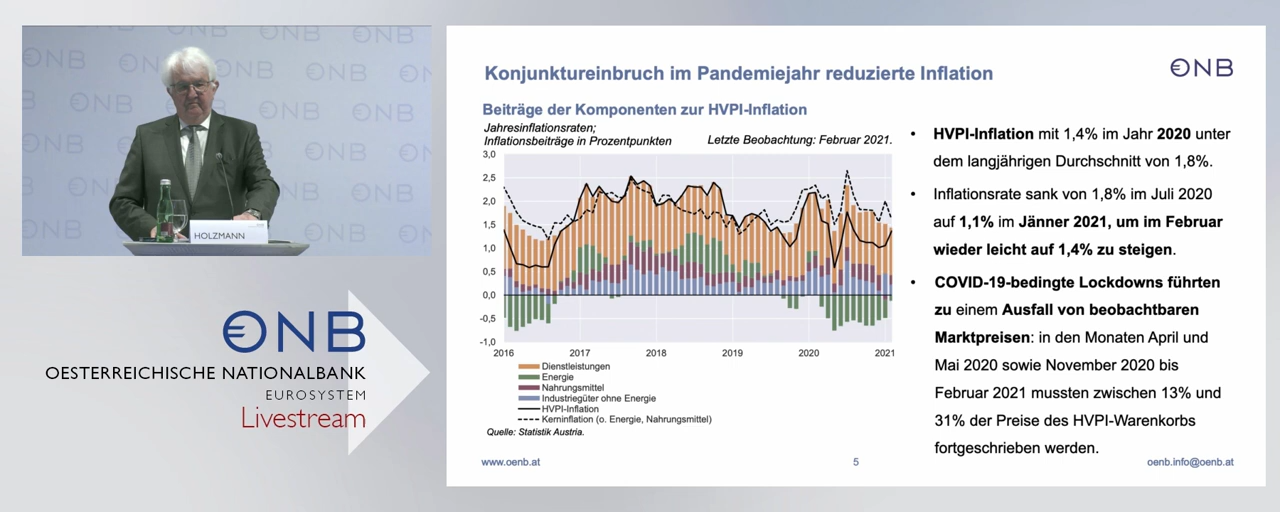 HOLZMANN
€NB
OESTERREICHISCHE NATIONALBANK
EUROSYSTEM
Livestream
Konjunktureinbruch im Pandemiejahr reduzierte Inflation
€NB
Beiträge der Komponenten zur HVPI-Inflation
Jahresinflationsraten;
Inflationsbeiträge in Prozentpunkten
Letzte Beobachtung: Februar 2021.
3,0
2,5
2,0
1,5
1,0
0,5
0,0
-0,5
-1,0
2016 2017 2018 2019 2020 2021
Dienstleistungen
Energie
Nahrungsmittel
Industriegüter ohne Energie
HVPI-Inflation
Kerninflation (o. Energie, Nahrungsmittel)
Quelle: Statistik Austria.
• HVPI-Inflation mit 1,4% im Jahr 2020 unter
dem langjährigen Durchschnitt von 1,8%.
• Inflationsrate sank von 1,8% im Juli 2020
auf 1,1% im Jänner 2021, um im Februar
wieder leicht auf 1,4% zu steigen.
• COVID-19-bedingte Lockdowns führten
zu einem Ausfall von beobachtbaren
Marktpreisen: in den Monaten April und
Mai 2020 sowie November 2020 bis
Februar 2021 mussten zwischen 13% und
31% der Preise des HVPI-Warenkorbs
fortgeschrieben werden.
www.oenb.at
5
oenb.info@oenb.at